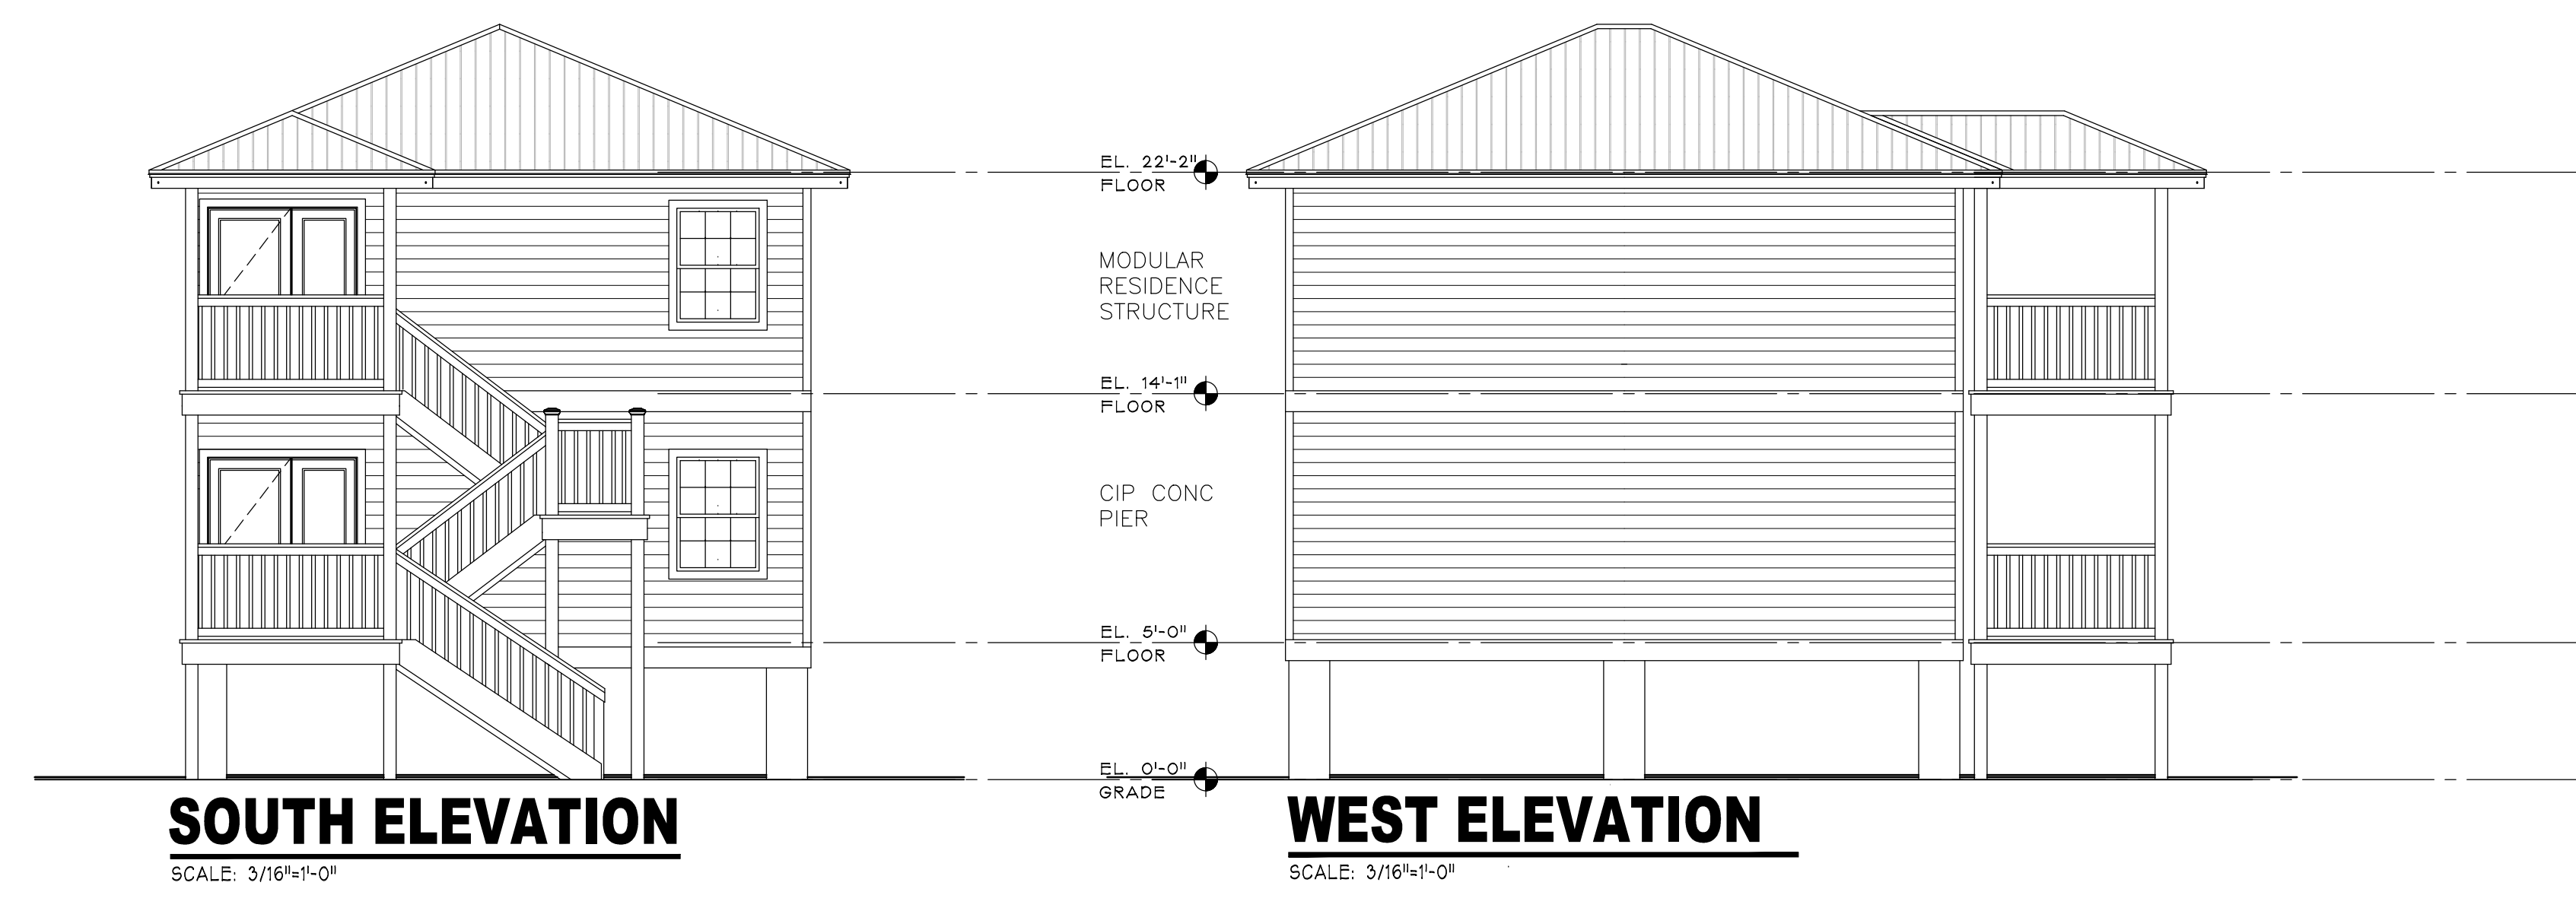 EL. 22'-2"
FLOOR
MODULAR
RESIDENCE
STRUCTURE
EL. 14'-1"
FLOOR
CIP CONC
PIER
EL. 5'-0"
FLOOR
EL. 0'-0"
GRADE
SOUTH ELEVATION
SCALE: 3/16"=1'-0"
WEST ELEVATION
SCALE: 3/16"=1'-0"